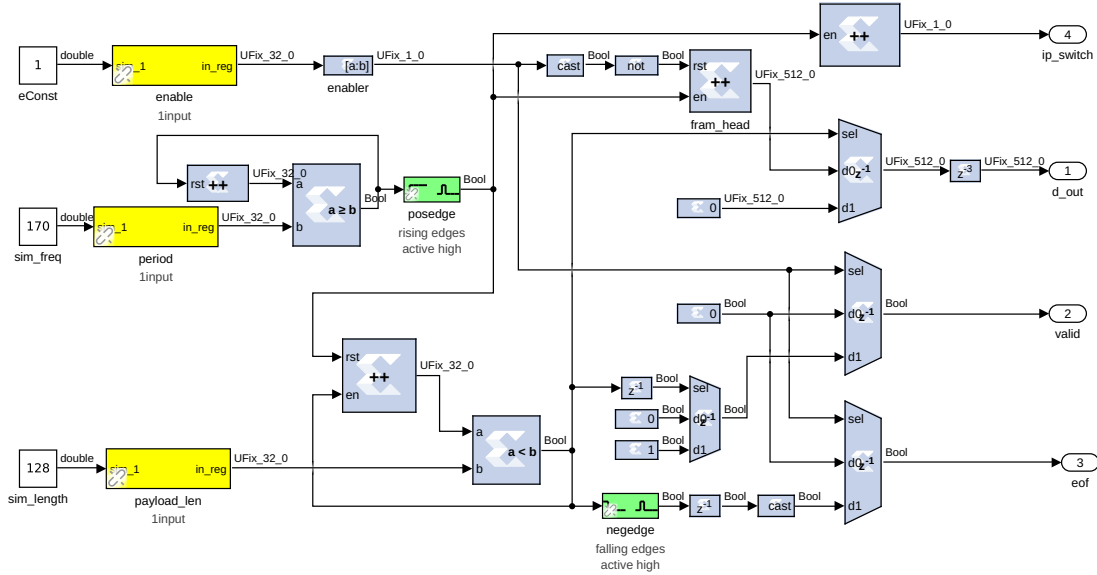 UFix_1_0
en
++
4
ip_switch
double
UFix_32_0
UFix_1_0
Bool
Bool
1
sim_1
in_reg
[a:b]
cast
not
rst
++
en
UFix_512_0
eConst
enable
enabler
1input
fram_head
sel
UFix_32_0
rst
++
a
Bool
a ≥ b
Bool
d0
z-1
UFix_512_0
z-3
UFix_512_0
1
d_out
170
double
sim_1
in_reg
UFix_32_0
b
posedge
0
UFix_512_0
d1
sim_freq
period
1input
rising edges
active high
sel
0
Bool
d0
z-1
Bool
2
valid
rst
++
en
UFix_32_0
d1
z-1
Bool
sel
0
Bool
d0
z-1
Bool
1
Bool
d1
a
a < b
b
Bool
sel
d0
z-1
Bool
3
eof
128
double
sim_1
in_reg
UFix_32_0
sim_length
payload_len
1input
Bool
z-1
Bool
cast
Bool
d1
negedge
falling edges
active high